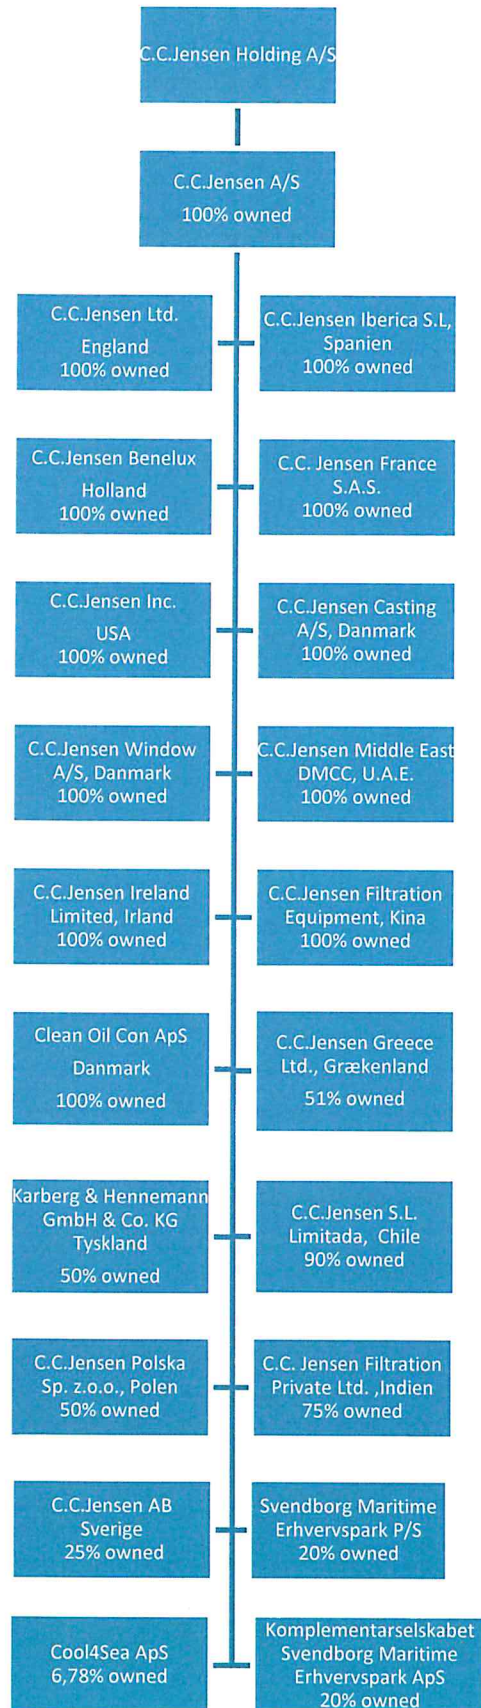 C.C.Jensen Holding A/S
C.C.Jensen A/S
100% owned
C.C.Jensen Ltd.
England
100% owned
C.C.Jensen Iberica S.L,
Spanien
100% owned
C.C.Jensen Benelux
Holland
100% owned
C.C. Jensen France
S.A.S.
100% owned
C.C.Jensen Inc.
USA
100% owned
C.C.Jensen Casting
A/S, Danmark
100% owned
C.C.Jensen Window
A/S, Danmark
100% owned
C.C.Jensen Middle East
DMCC, U.A.E.
100% owned
C.C.Jensen Ireland
Limited, Irland
100% owned
C.C.Jensen Filtration
Equipment, Kina
100% owned
Clean Oil Con ApS
Danmark
100% owned
C.C.Jensen Greece
Ltd., Grækenland
51% owned
Karberg & Hennemann
GmbH & Co. KG
Tyskland
50% owned
C.C.Jensen S.L.
Limitada, Chile
90% owned
C.C.Jensen Polska
Sp. z.o.o., Polen
50% owned
C.C. Jensen Filtration
Private Ltd. ,Indien
75% owned
C.C.Jensen AB
Sverige
25% owned
Svendborg Maritime
Erhvervspark P/S
20% owned
Cool4Sea ApS
6,78% owned
Komplementarselskabet
Svendborg Maritime
Erhvervspark ApS
20% owned